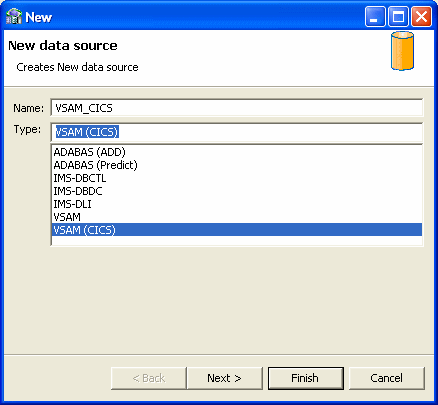 New
New data source
Creates New data source
Name: VSAM_CICS
Type: VSAM (CICS)
ADABAS (ADD)
ADABAS (Predict)
IMS-DBCTL
IMS-DBDC
IMS-DLI
VSAM
VSAM (CICS)
< Back Next > Finish Cancel